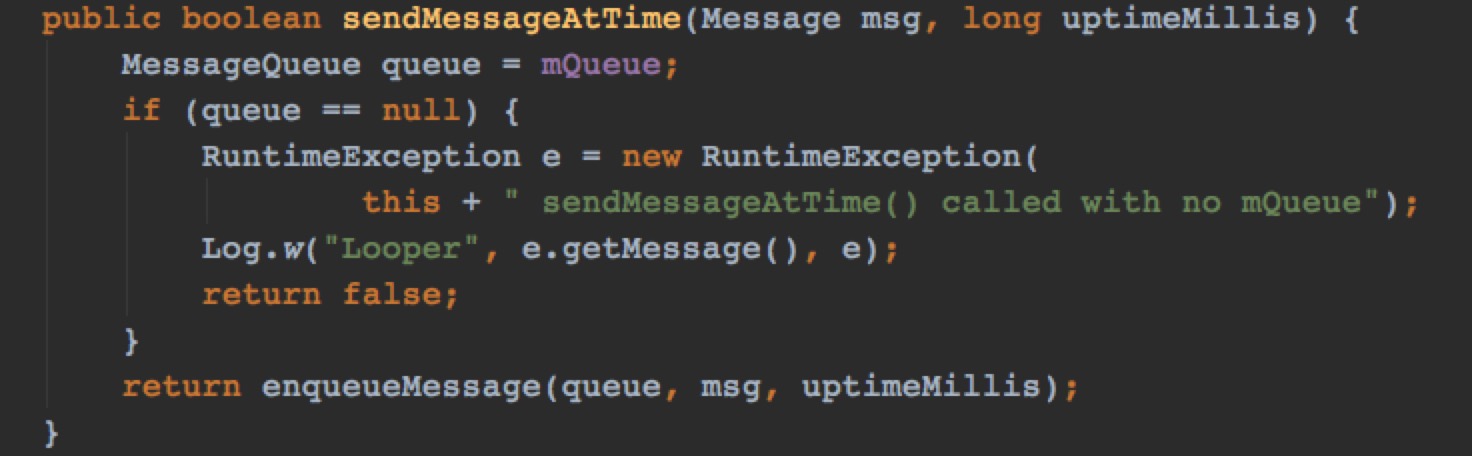 public boolean sendMessageAtTime(Message msg, long uptimeMillis) {
    MessageQueue queue = mQueue;
    if (queue == null) {
        RuntimeException e = new RuntimeException(
                this + " sendMessageAtTime() called with no mQueue");
        Log.w("Looper", e.getMessage(), e);
        return false;
    }
    return enqueueMessage(queue, msg, uptimeMillis);
}